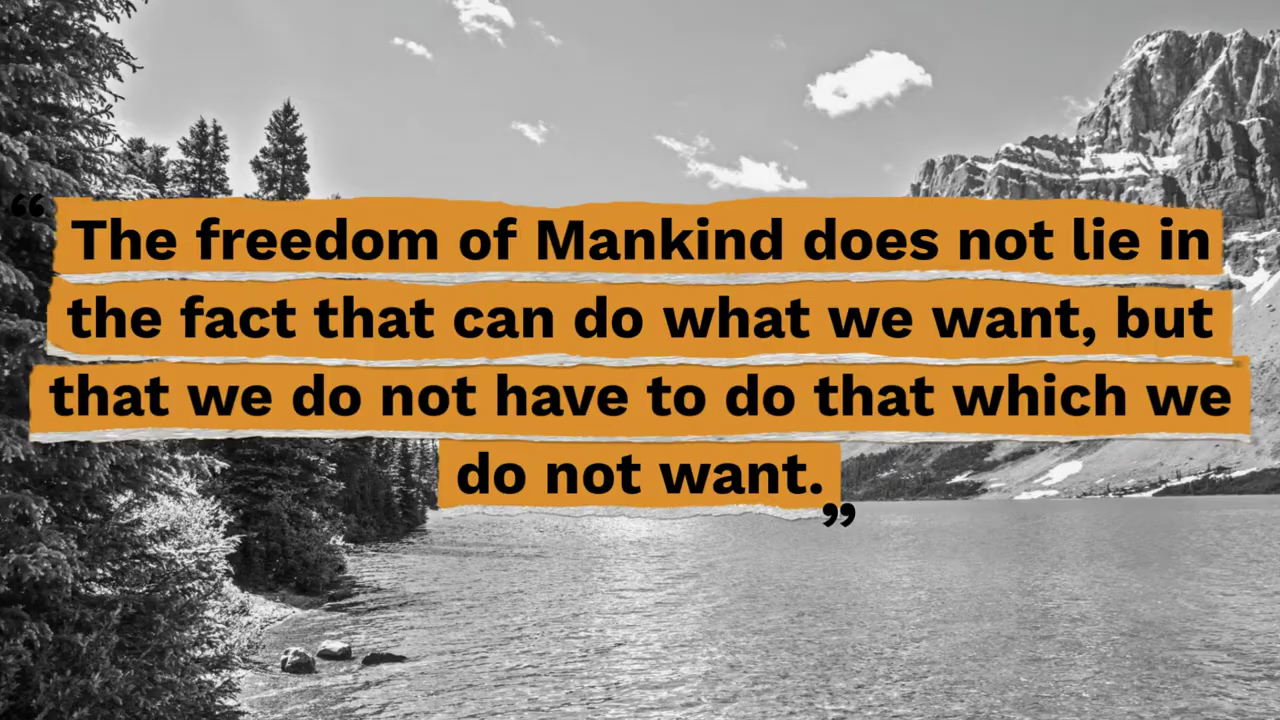 “
The freedom of Mankind does not lie in
the fact that can do what we want, but
that we do not have to do that which we
do not want.
”